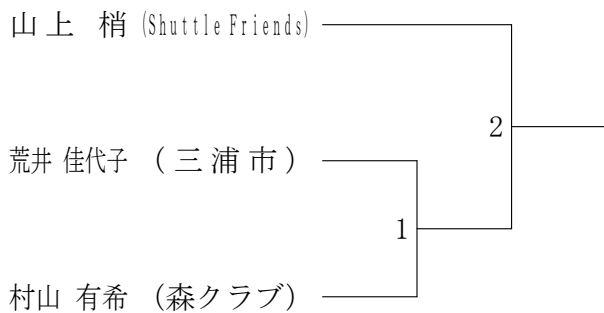 山上 梢 (Shuttle Friends)
2
荒井 佳代子 (三浦市)
1
村山 有希 (森クラブ)